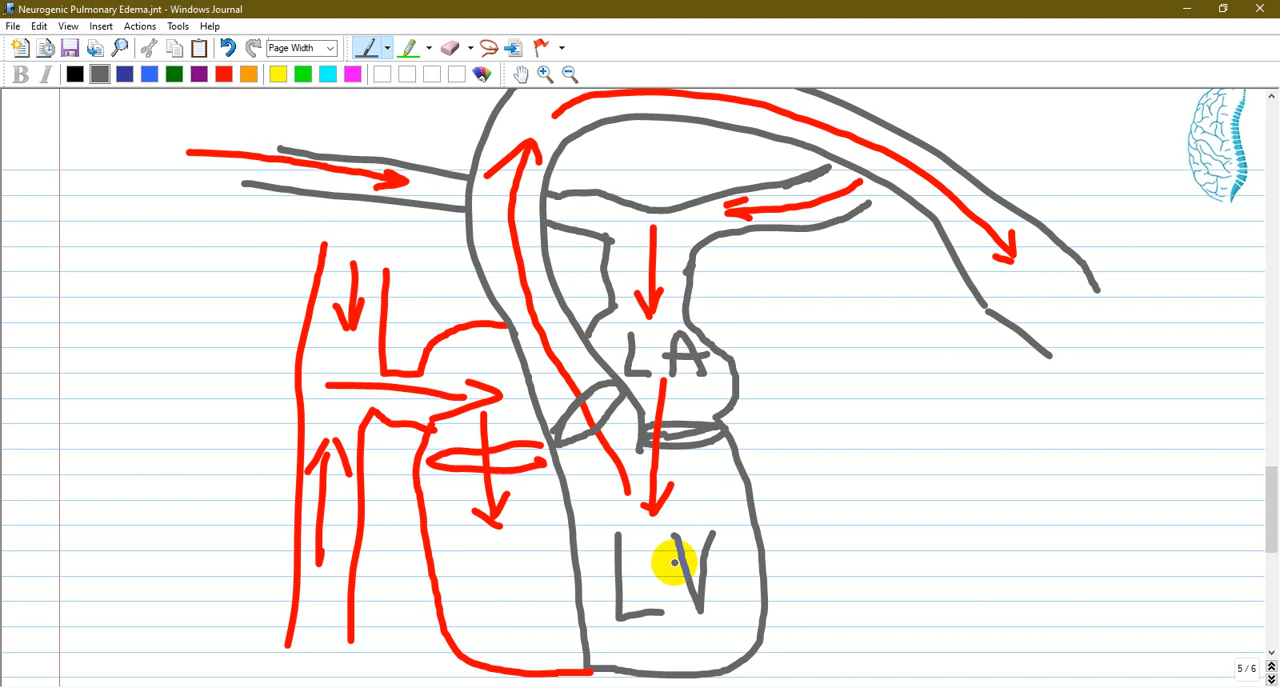 Neurogenic Pulmonary Edema.jnt - Windows Journal
File Edit View Insert Actions Tools Help
Page Width
B I
LA
LV
5 / 6